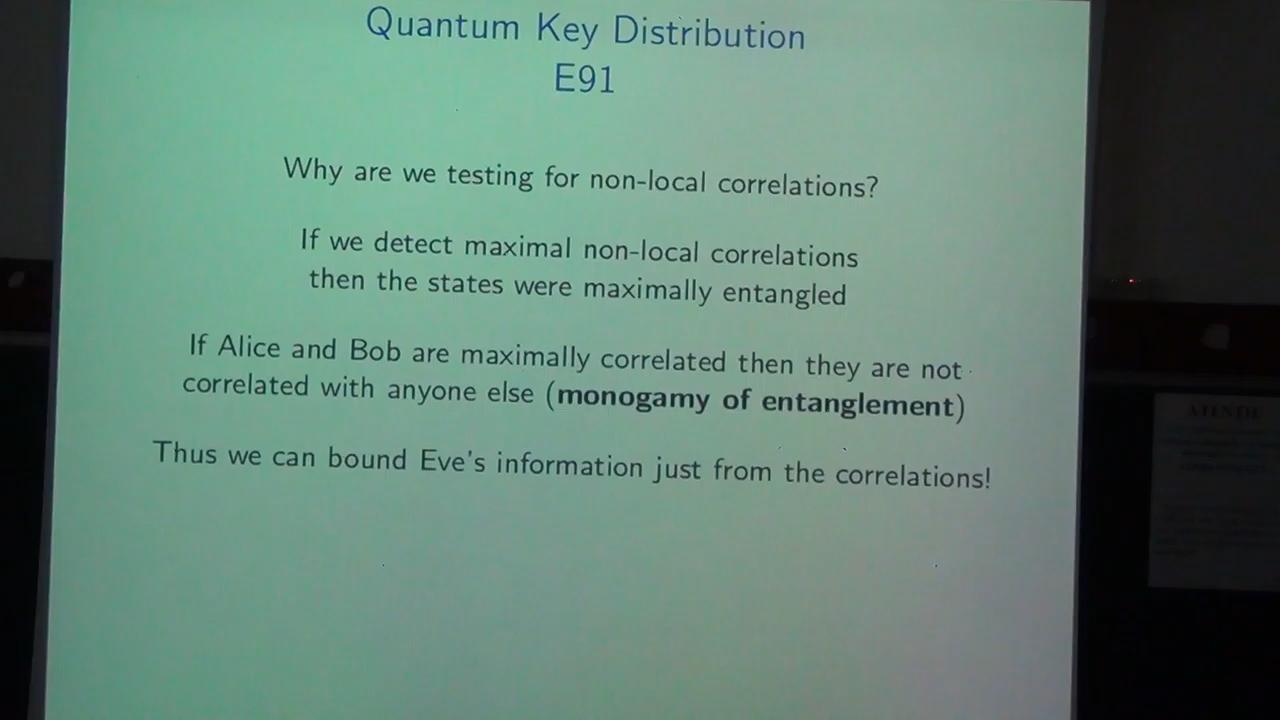 Quantum Key Distribution
E91
Why are we testing for non-local correlations?
If we detect maximal non-local correlations
then the states were maximally entangled
If Alice and Bob are maximally correlated then they are not
correlated with anyone else (monogamy of entanglement)
Thus we can bound Eve's information just from the correlations!